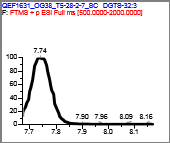 QEF1631_OG38_T5-28-2-7_8C DGT8-32:3
F: FTMS + p ESI Full ms [500.0000-2000.0000]
7.74
100
80
60
40
20
0
7.90 7.96 8.09 8.16
7.7 7.8 7.9 8.0 8.1